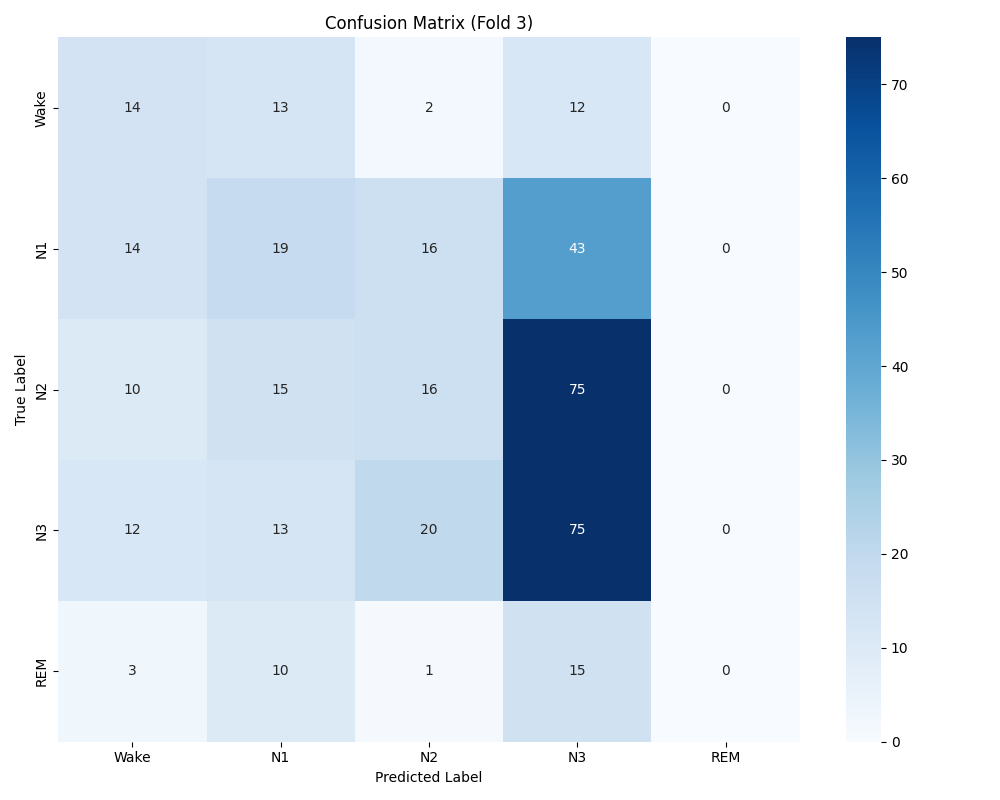 Confusion Matrix (Fold 3)
Wake 14 13 2 12 0
N1 14 19 16 43 0
N2 10 15 16 75 0
N3 12 13 20 75 0
REM 3 10 1 15 0
Wake N1 N2 N3 REM
Predicted Label
True Label
70
60
50
40
30
20
10
0